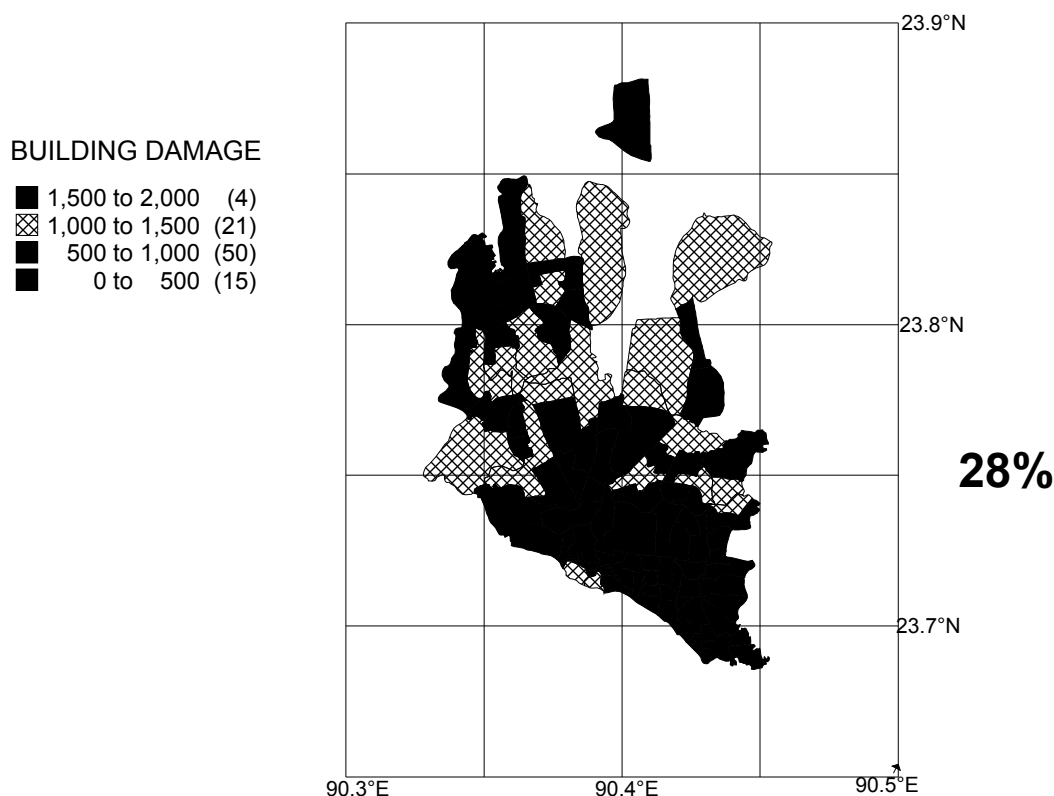 23.9°N
BUILDING DAMAGE
1,500 to 2,000 (4)
1,000 to 1,500 (21)
500 to 1,000 (50)
0 to 500 (15)
23.8°N
28%
23.7°N
90.3°E 90.4°E 90.5°E